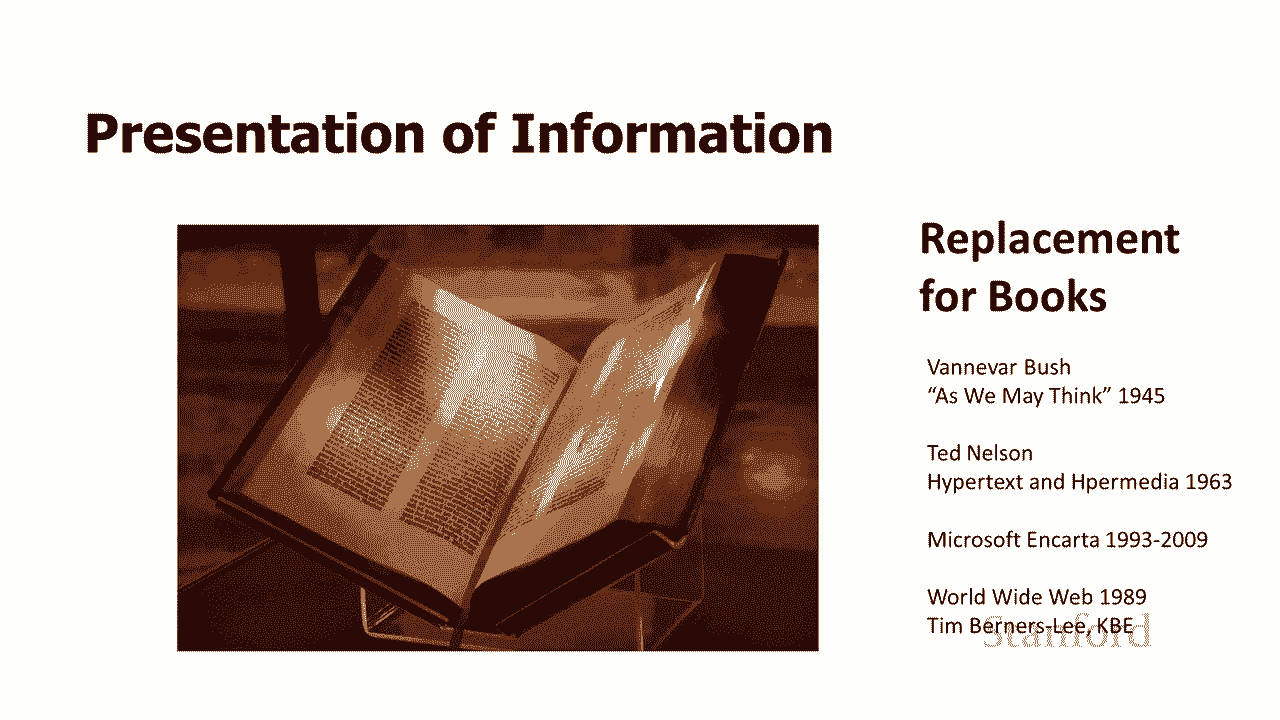 Presentation of Information
Replacement
for Books
Vannevar Bush
“As We May Think” 1945
Ted Nelson
Hypertext and Hpermedia 1963
Microsoft Encarta 1993-2009
World Wide Web 1989
Tim Berners-Lee, KBE
Stanford